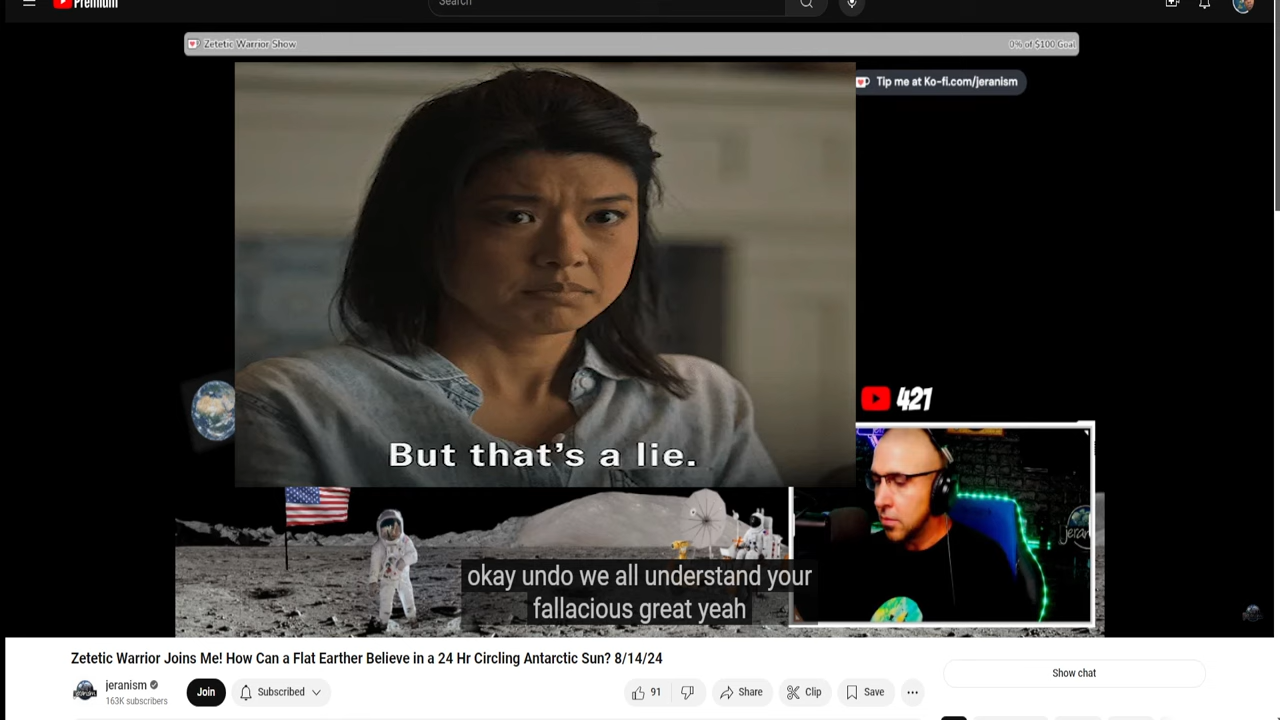 Premium
Search
Zetetic Warrior Show
0% of $100 Goal
Tip me at Ko-fi.com/jeranism
421
But that's a lie.
okay undo we all understand your
fallacious great yeah
Zetetic Warrior Joins Me! How Can a Flat Earther Believe in a 24 Hr Circling Antarctic Sun? 8/14/24
jeranism
163K subscribers
Join
Subscribed
91
Share
Clip
Save
Show chat